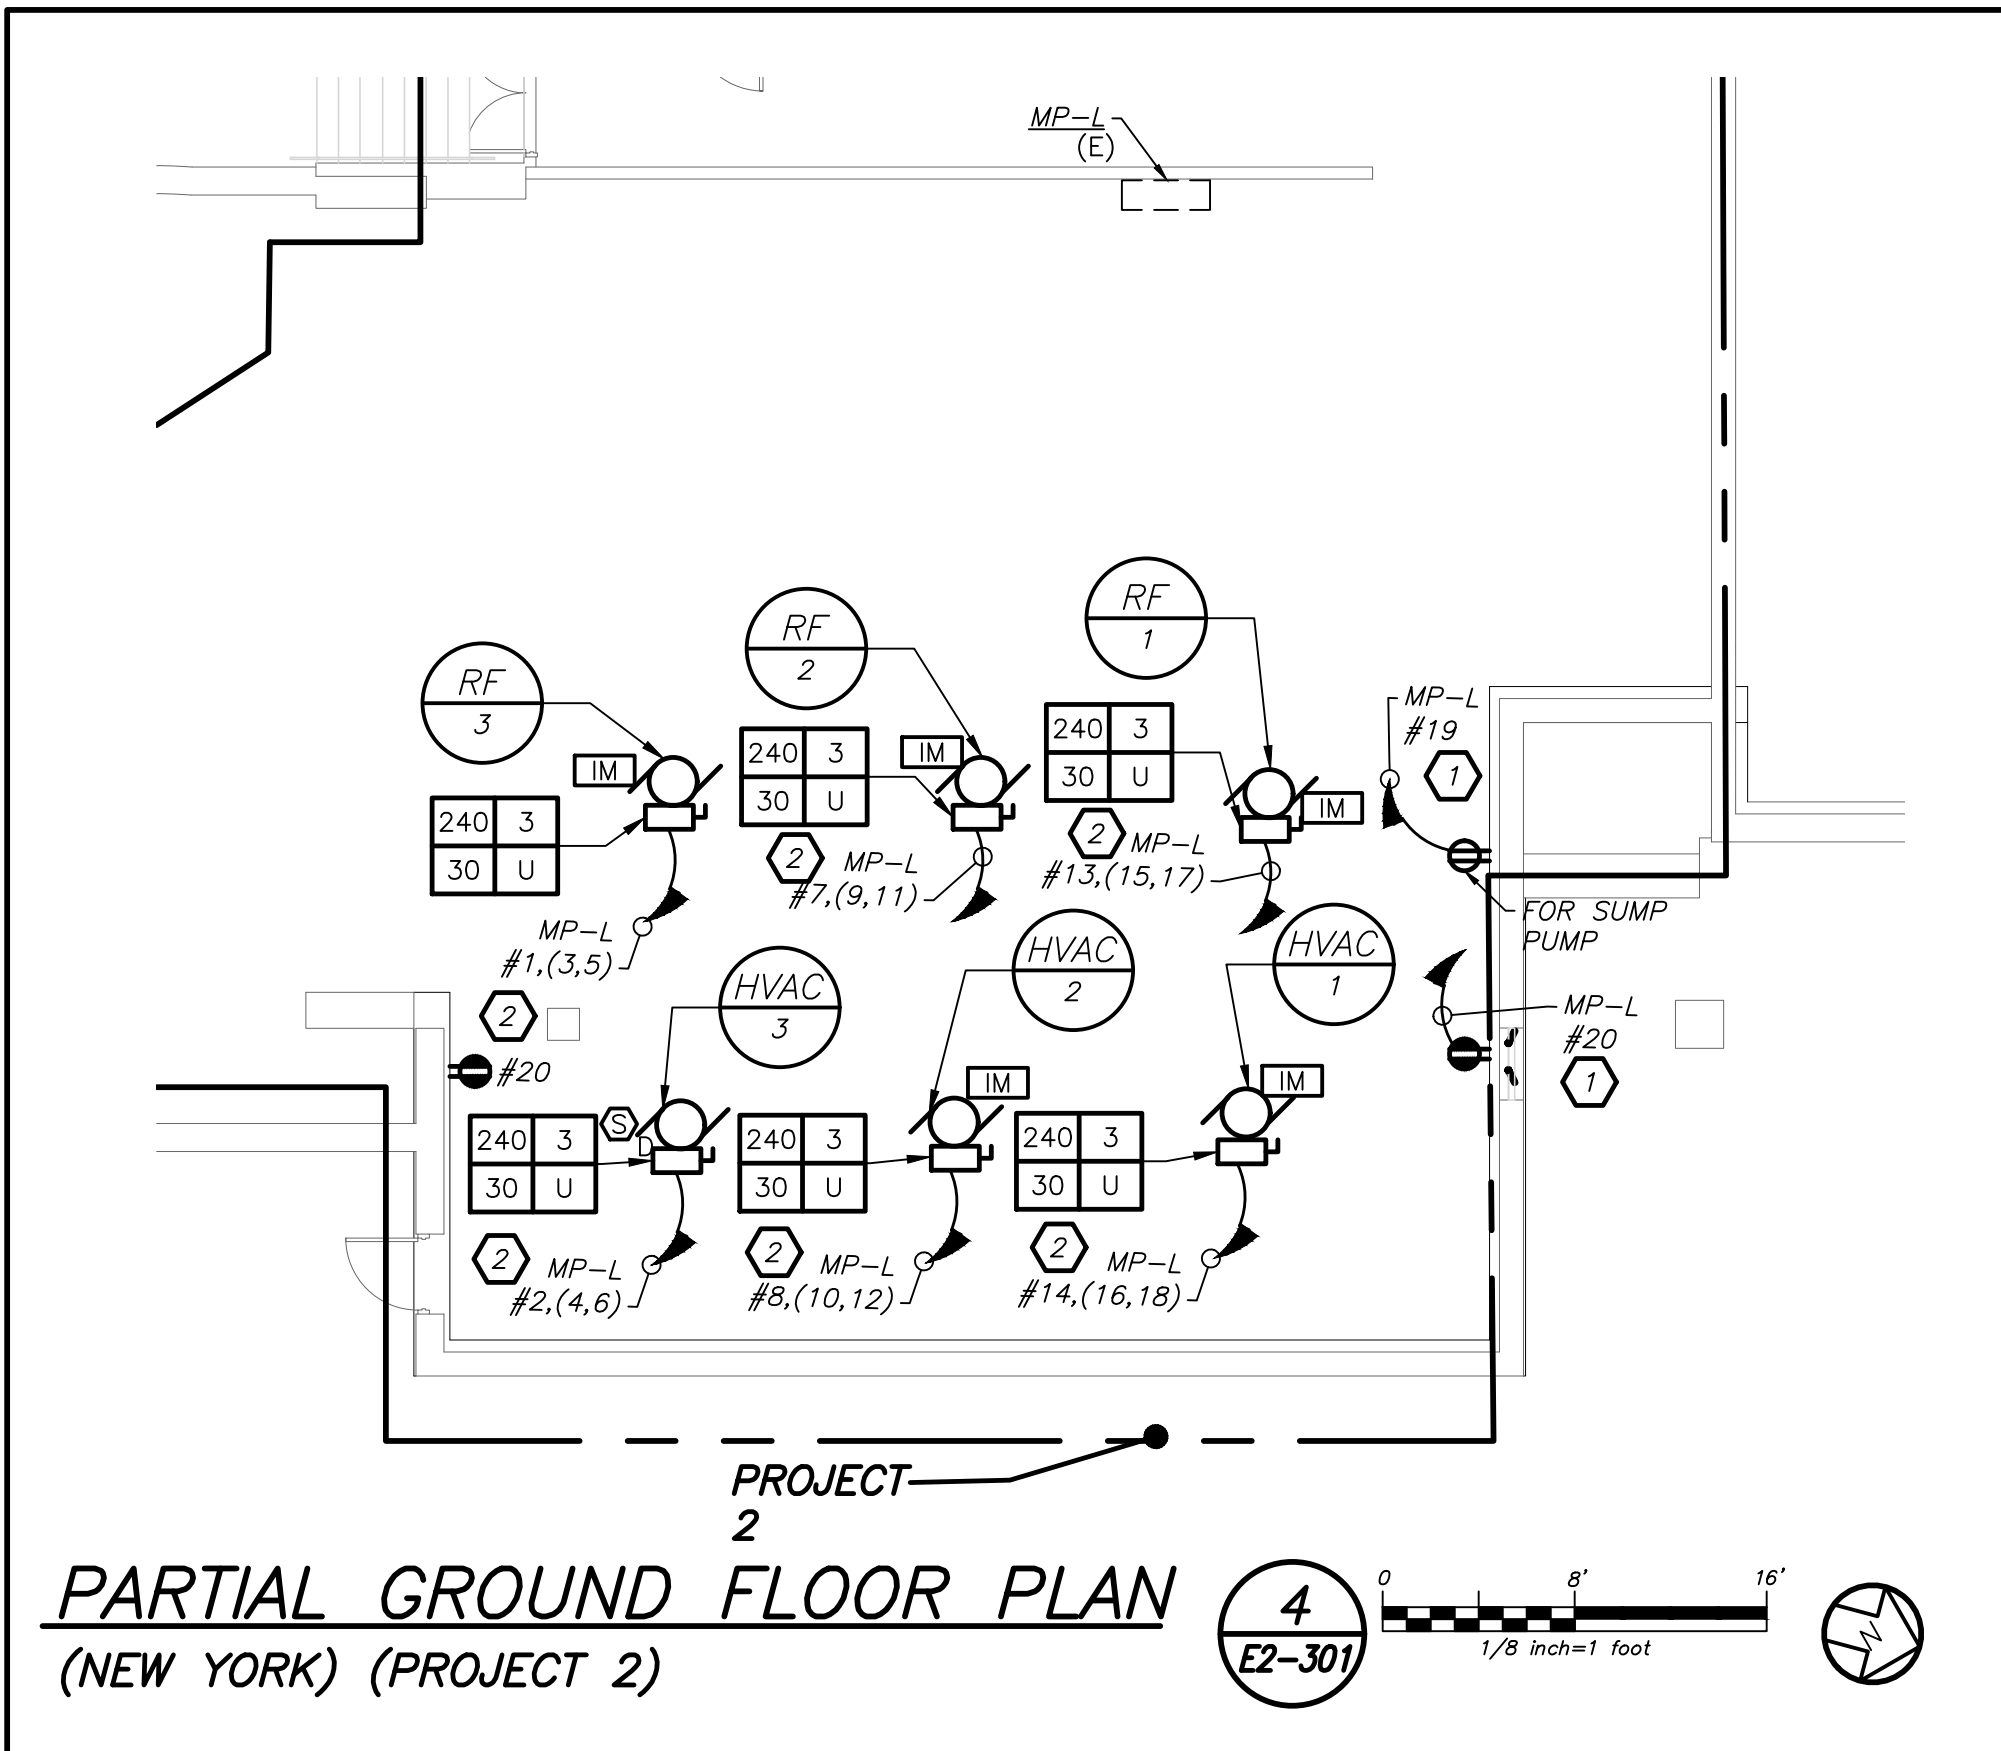 MP-L
(E)
RF
1
RF
2
RF
3
240 3
30 U
IM
240 3
30 U
IM
240 3
30 U
IM
MP-L
#19
1
2
MP-L
#7,(9,11)
2
MP-L
#13,(15,17)
FOR SUMP
PUMP
MP-L
#1,(3,5)
2
#20
HVAC
3
HVAC
2
HVAC
1
MP-L
#20
1
240 3
30 U
S
D
240 3
30 U
IM
240 3
30 U
IM
2
MP-L
#2,(4,6)
2
MP-L
#8,(10,12)
2
MP-L
#14,(16,18)
PROJECT
2
PARTIAL GROUND FLOOR PLAN
(NEW YORK) (PROJECT 2)
4
E2-301
0 8' 16'
1/8 inch=1 foot
N